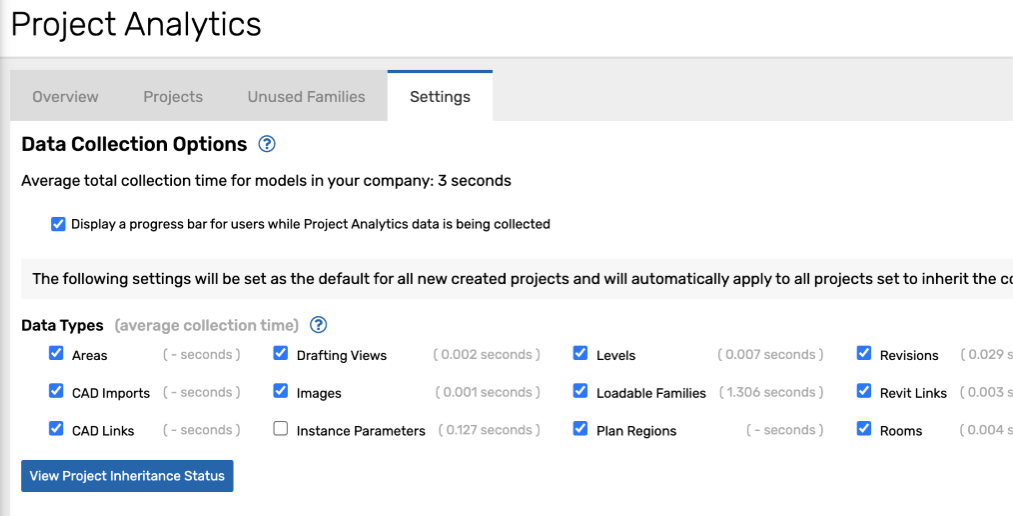 Project Analytics
Overview Projects Unused Families Settings
Data Collection Options ?
Average total collection time for models in your company: 3 seconds
Display a progress bar for users while Project Analytics data is being collected
The following settings will be set as the default for all new created projects and will automatically apply to all projects set to inherit the
Data Types (average collection time) ?
Areas ( - seconds ) Drafting Views ( 0.002 seconds ) Levels ( 0.007 seconds ) Revisions ( 0.029 s
CAD Imports ( - seconds ) Images ( 0.001 seconds ) Loadable Families ( 1.306 seconds ) Revit Links ( 0.003 s
CAD Links ( - seconds ) Instance Parameters ( 0.127 seconds ) Plan Regions ( - seconds ) Rooms ( 0.004 s
View Project Inheritance Status